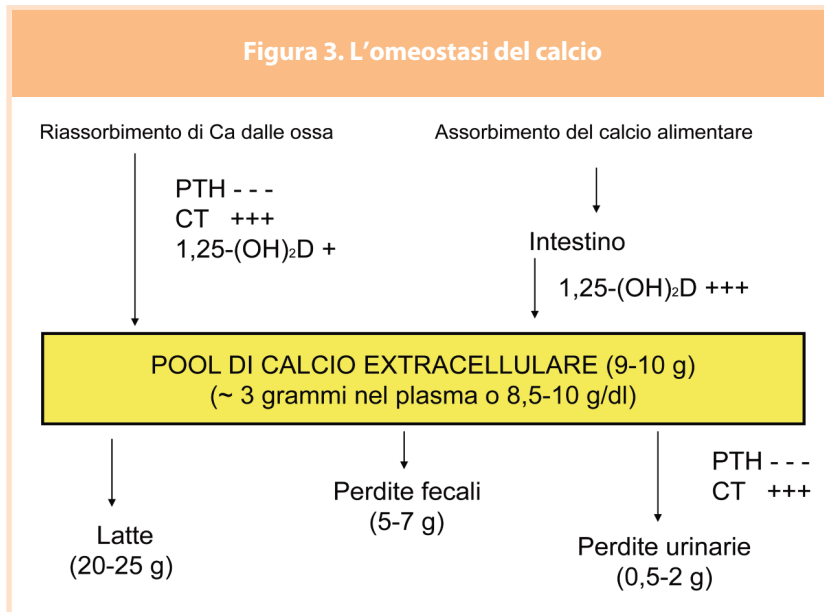 Figura 3. L’omeostasi del calcio
Riassorbimento di Ca dalle ossa
Assorbimento del calcio alimentare
PTH - - -
CT +++
1,25-(OH)₂D +
Intestino
1,25-(OH)₂D +++
POOL DI CALCIO EXTRACELLULARE (9-10 g)
(~ 3 grammi nel plasma o 8,5-10 g/dl)
PTH - - -
CT +++
Perdite fecali
(5-7 g)
Latte
(20-25 g)
Perdite urinarie
(0,5-2 g)